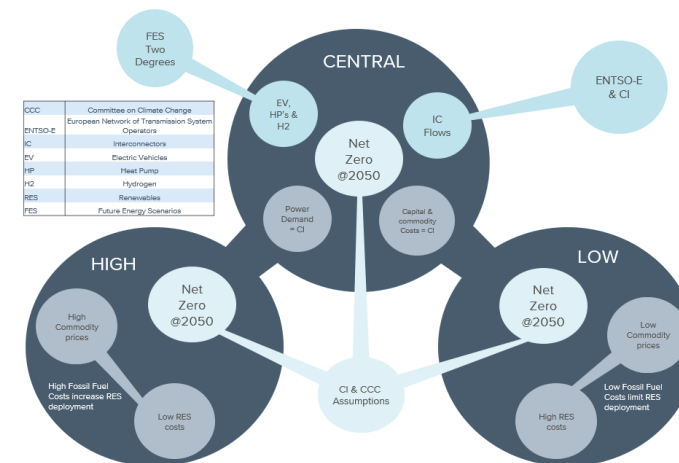 FES
Two
Degrees
CENTRAL
ENTSO-E
& CI
EV,
HP's &
H2
IC
Flows
Net
Zero
@2050
Power
Demand
= CI
Capital &
commodity
Costs = CI
CCC Committee on Climate Change
ENTSO-E European Network of Transmission System
Operators
IC Interconnectors
EV Electric Vehicles
HP Heat Pump
H2 Hydrogen
RES Renewables
FES Future Energy Scenarios
HIGH
Net
Zero
@2050
High
Commodity
prices
High Fossil Fuel
Costs increase RES
deployment
Low RES
costs
CI & CCC
Assumptions
LOW
Net
Zero
@2050
Low
Commodity
prices
Low Fossil Fuel
Costs limit RES
deployment
High RES
costs